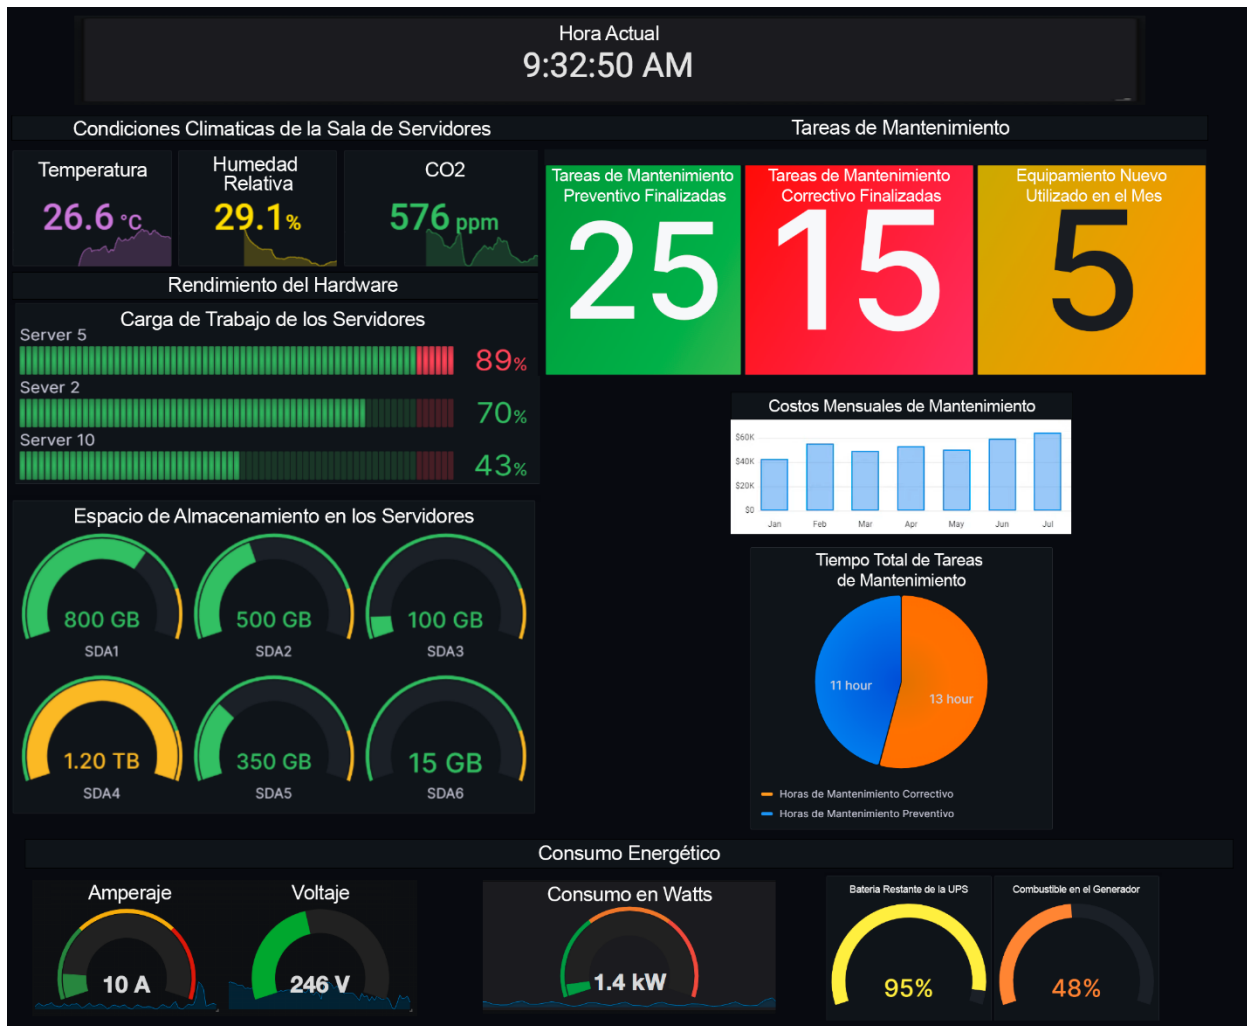 Hora Actual
9:32:50 AM
Condiciones Climaticas de la Sala de Servidores
Tareas de Mantenimiento
Temperatura
26.6 °C
Humedad
Relativa
29.1%
CO2
576 ppm
Tareas de Mantenimiento
Preventivo Finalizadas
25
Tareas de Mantenimiento
Correctivo Finalizadas
15
Equipamiento Nuevo
Utilizado en el Mes
5
Rendimiento del Hardware
Carga de Trabajo de los Servidores
Server 5
89%
Sever 2
70%
Server 10
43%
Costos Mensuales de Mantenimiento
$60K
$40K
$20K
$0
Jan Feb Mar Apr May Jun Jul
Espacio de Almacenamiento en los Servidores
800 GB
SDA1
500 GB
SDA2
100 GB
SDA3
1.20 TB
SDA4
350 GB
SDA5
15 GB
SDA6
Tiempo Total de Tareas
de Mantenimiento
11 hour
13 hour
Horas de Mantenimiento Correctivo
Horas de Mantenimiento Preventivo
Consumo Energético
Amperaje
10 A
Voltaje
246 V
Consumo en Watts
1.4 kW
Bateria Restante de la UPS
95%
Combustible en el Generador
48%